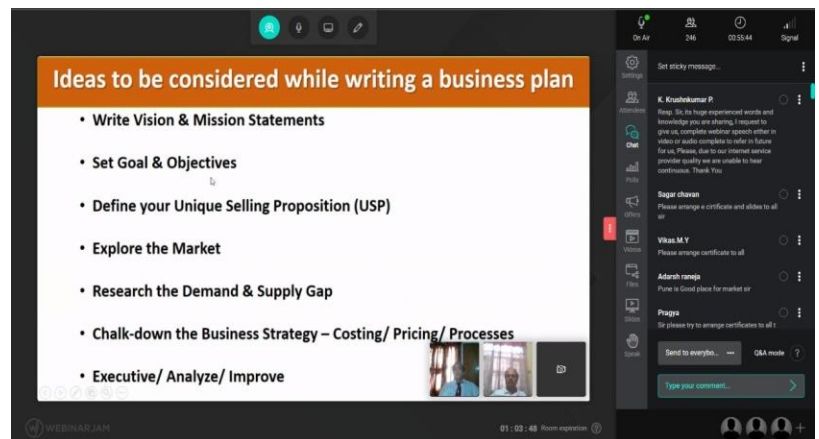 On Air
246
00:55:44
Signal
Ideas to be considered while writing a business plan
• Write Vision & Mission Statements
• Set Goal & Objectives
• Define your Unique Selling Proposition (USP)
• Explore the Market
• Research the Demand & Supply Gap
• Chalk-down the Business Strategy – Costing/ Pricing/ Processes
• Executive/ Analyze/ Improve
WEBINARJAM
01:03:48 Room expiration
Settings
Attendees
Chat
Polls
Offers
Videos
Files
Slides
Speak
Set sticky message...
K. Krushnkumar P.
Resp. Sir, its huge experienced words and
knowledge you are sharing, I request to
give us, complete webinar speech either in
video or audio complete to refer in future
for us, Please, due to our internet service
provider quality we are unable to hear
continuous. Thank You
Sagar chavan
Please arrange e cirtificate and alides to all
sir
Vikas.M.Y
Please arrange certificate to all
Adarsh raneja
Pune is Good place for market sir
Pragya
Sir please try to arrange certificates to all t
Send to everybo...
Q&A mode ?
Type your comment...